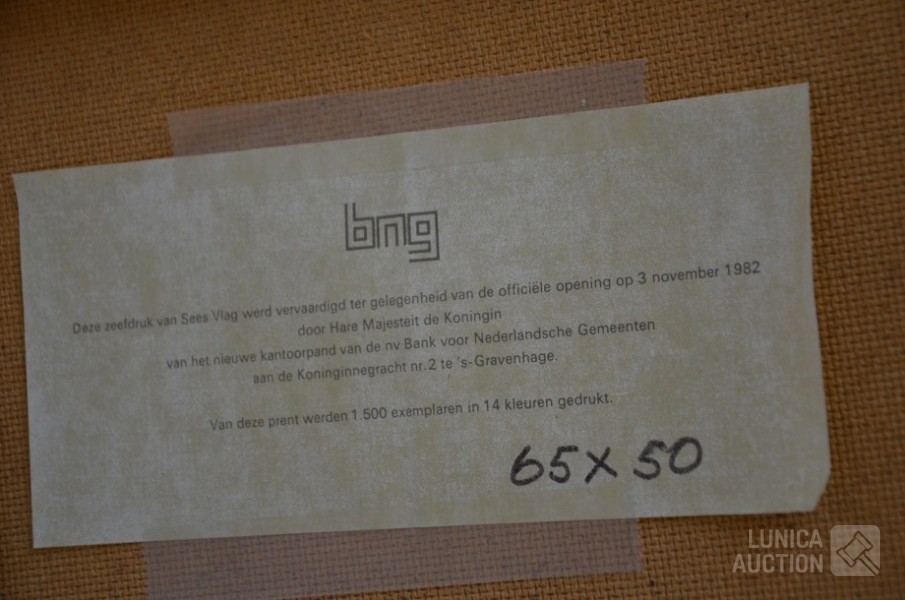 bng
Deze zeefdruk van Sees Vlag werd vervaardigd ter gelegenheid van de officiële opening op 3 november 1982
door Hare Majesteit de Koningin
van het nieuwe kantoorpand van de nv Bank voor Nederlandsche Gemeenten
aan de Koninginnegracht nr. 2 te 's-Gravenhage.
Van deze prent werden 1.500 exemplaren in 14 kleuren gedrukt.
65 x 50
LUNICA
AUCTION